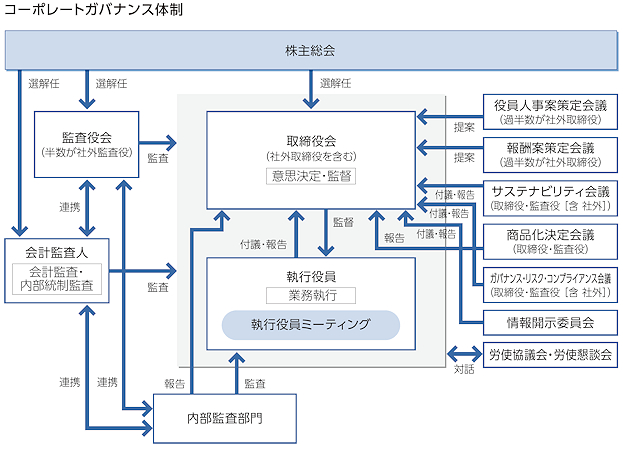 コーポレートガバナンス体制
株主総会
選解任
選解任
選解任
監査役会
(半数が社外監査役)
監査
取締役会
(社外取締役を含む)
意思決定・監督
役員人事案策定会議
(過半数が社外取締役)
提案
報酬案策定会議
(過半数が社外取締役)
提案
サステナビリティ会議
(取締役・監査役 [含 社外])
付議・報告
付議・報告
商品化決定会議
(取締役・監査役)
報告
付議・報告
ガバナンス・リスク・コンプライアンス会議
(取締役・監査役 [含 社外])
情報開示委員会
労使協議会・労使懇談会
対話
連携
会計監査人
会計監査・
内部統制監査
監査
付議・報告
監督
執行役員
業務執行
執行役員ミーティング
連携
連携
報告
監査
内部監査部門